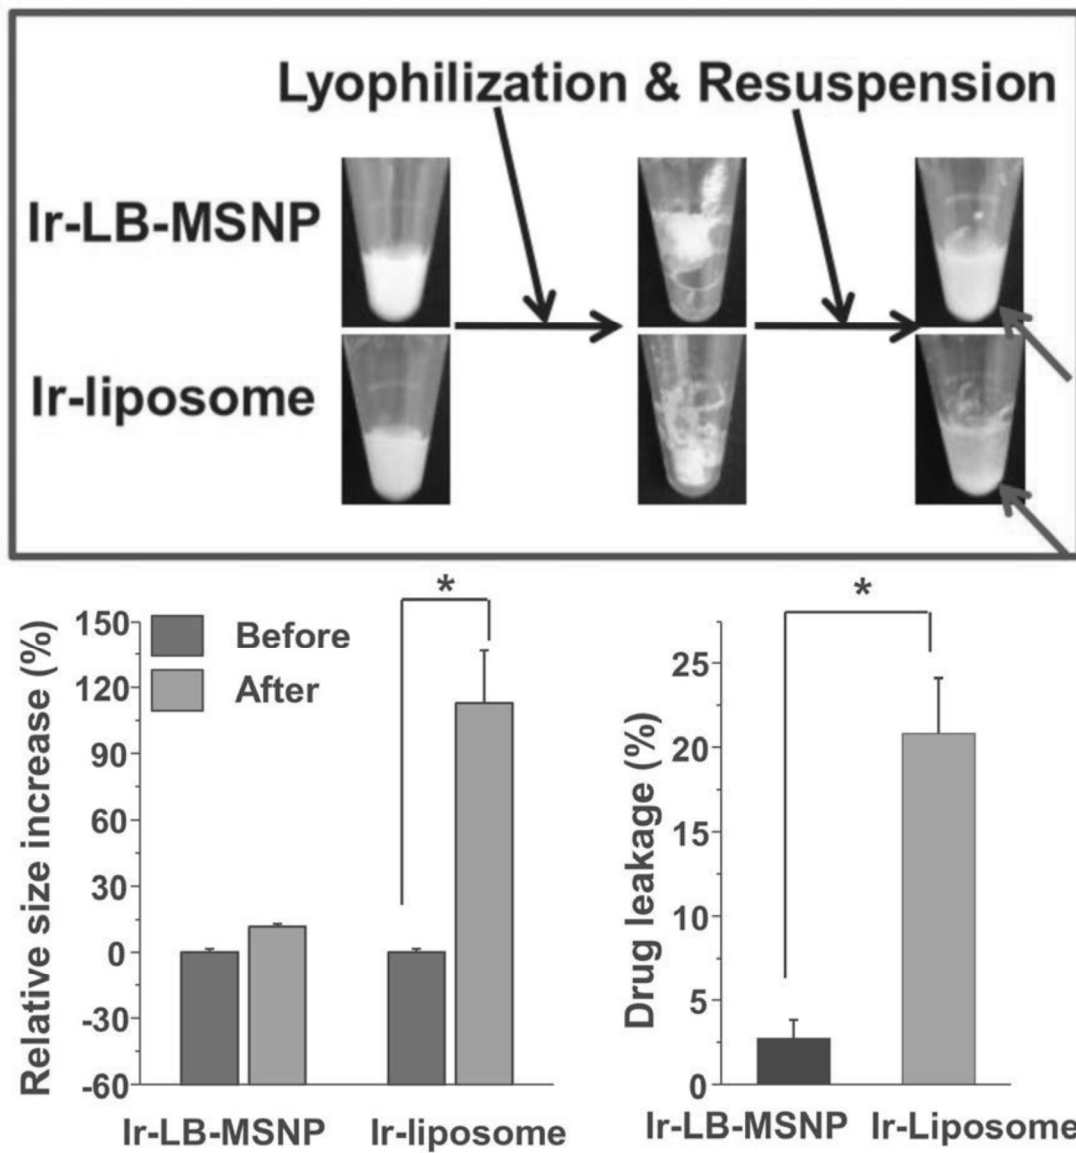 Lyophilization & Resuspension
Ir-LB-MSNP
Ir-liposome
Relative size increase (%)
150
120
90
60
30
0
-30
-60
Before
After
*
Ir-LB-MSNP
Ir-liposome
Drug leakage (%)
25
20
15
10
5
0
*
Ir-LB-MSNP
Ir-Liposome